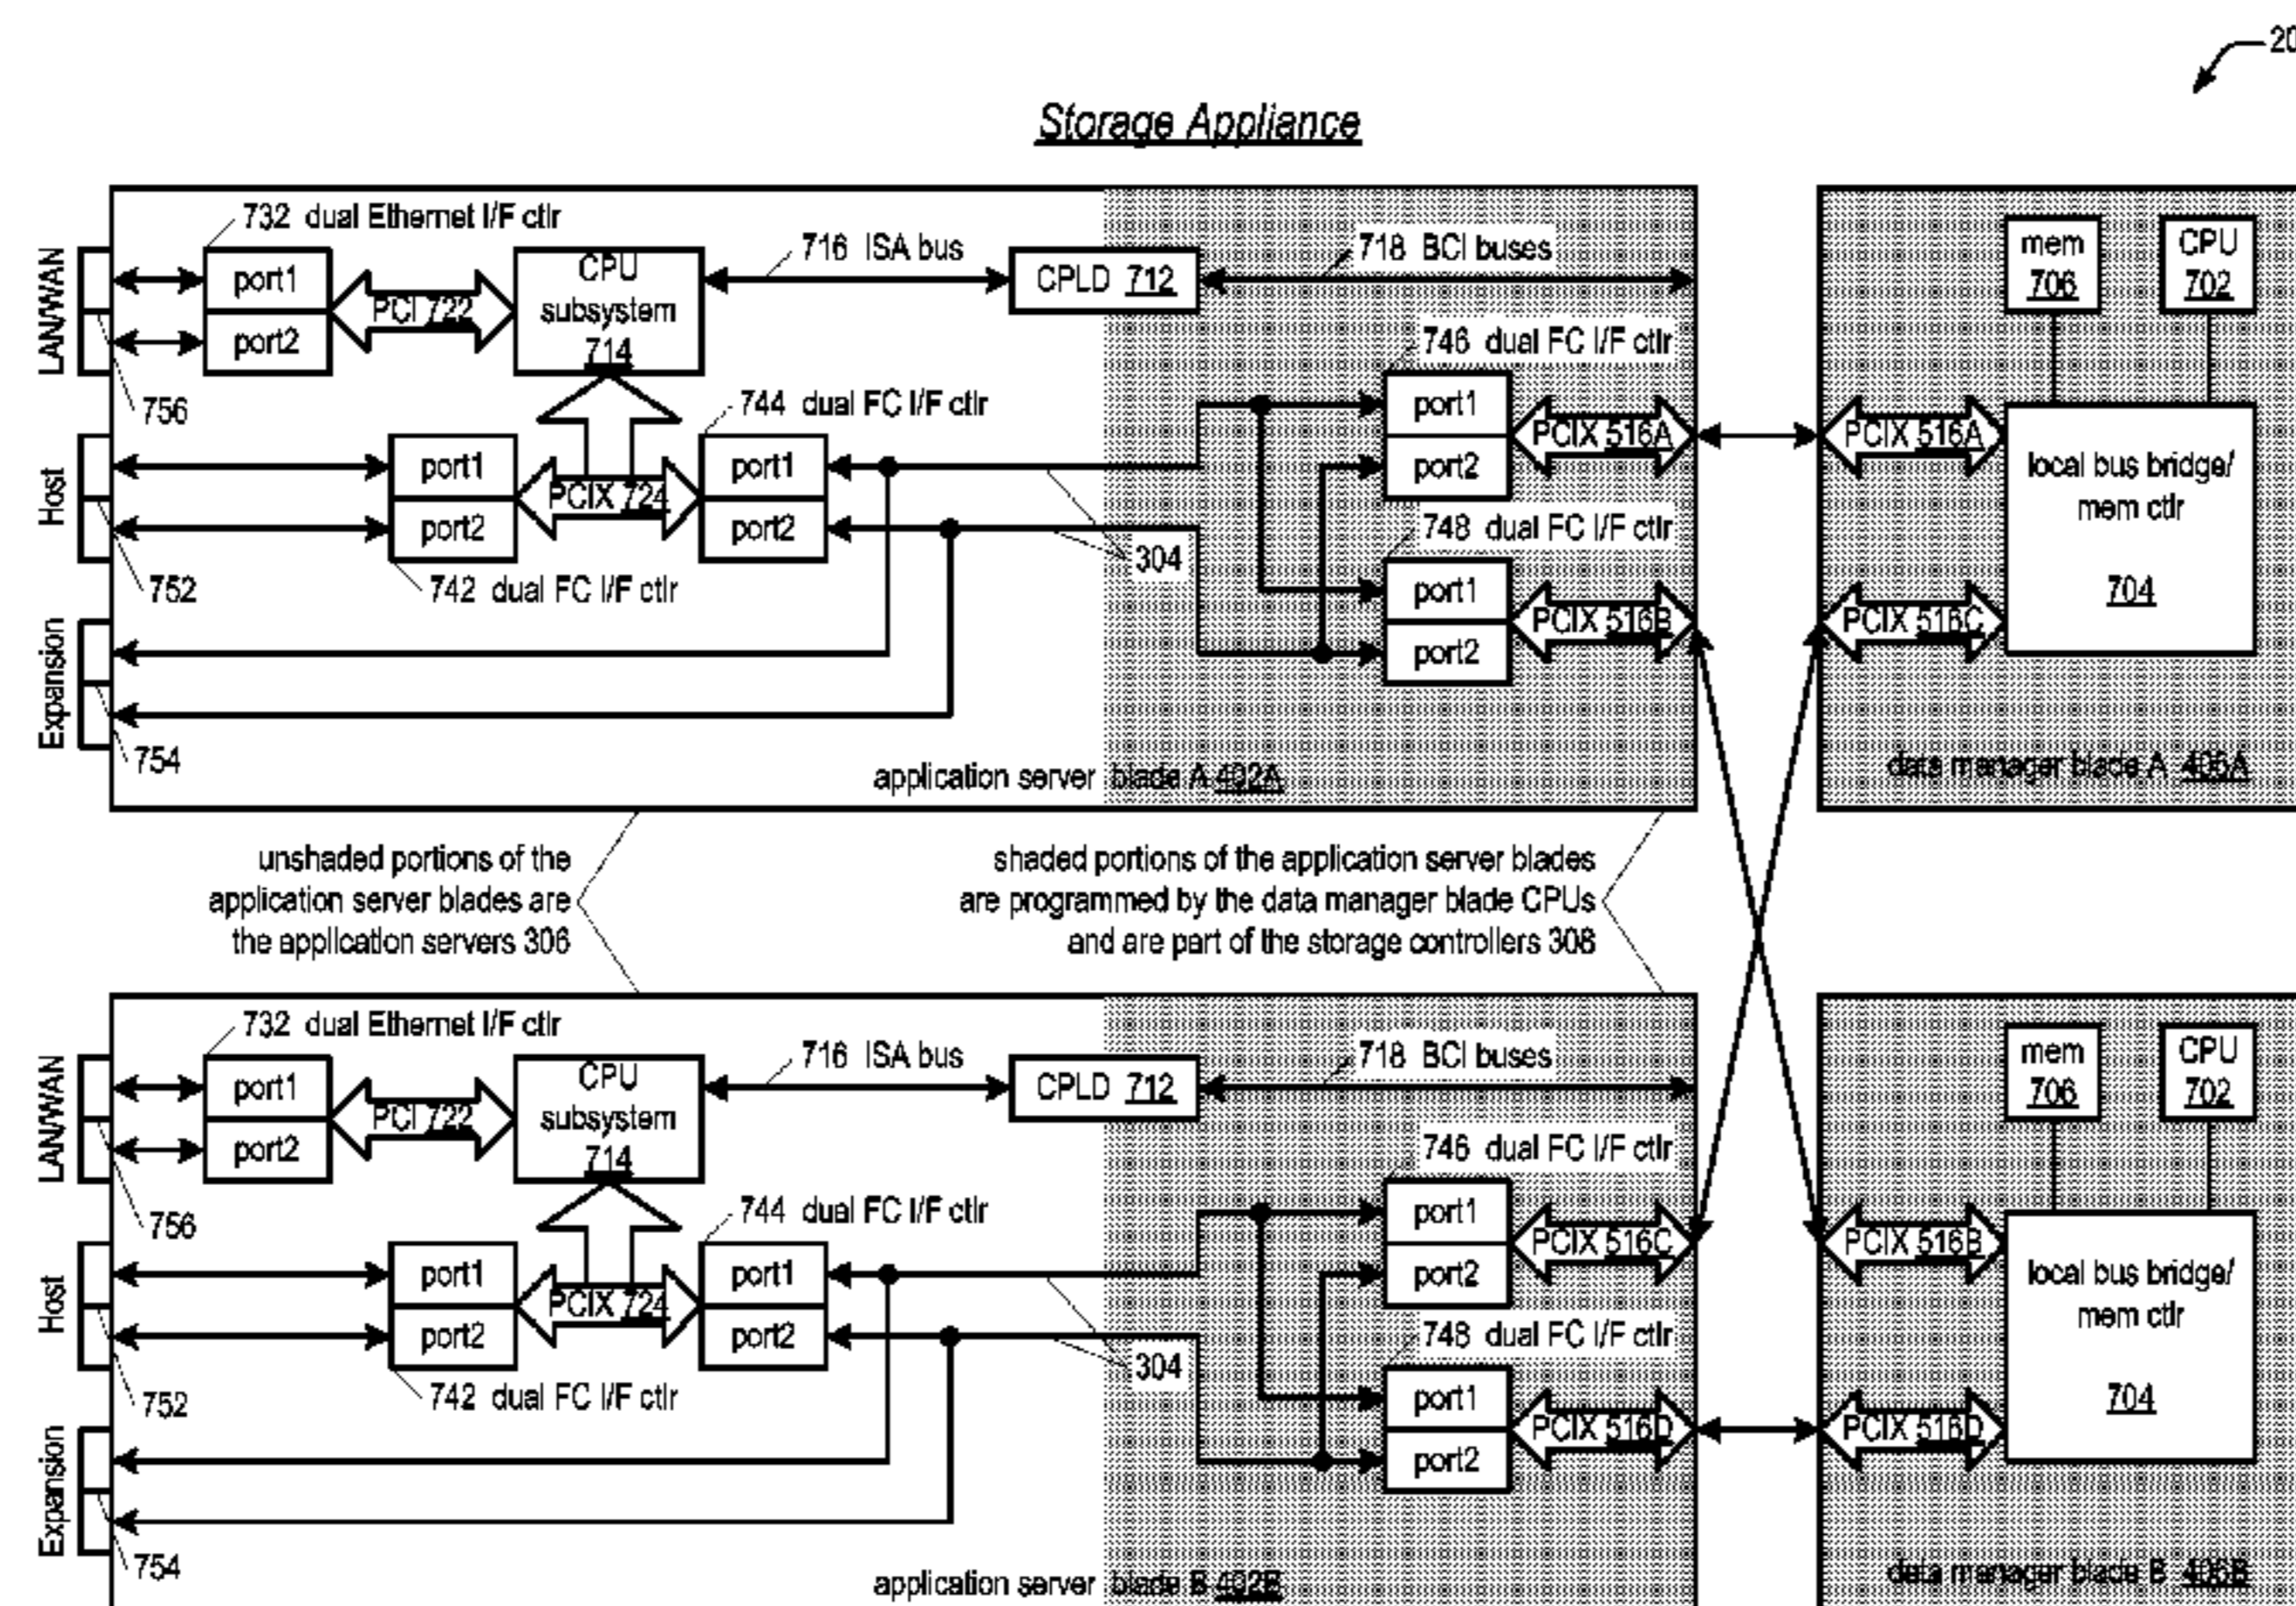 20
Storage Appliance
732 dual Ethernet I/F ctlr
LAN/WAN
port1
port2
PCI 722
CPU
subsystem
714
716 ISA bus
CPLD 712
718 BCI buses
mem
706
CPU
702
756
746 dual FC I/F ctlr
port1
port2
PCIX 516A
PCIX 516A
744 dual FC I/F ctlr
Host
port1
port2
PCIX 724
port1
port2
local bus bridge/
mem ctlr
704
752
742 dual FC I/F ctlr
304
748 dual FC I/F ctlr
port1
port2
PCIX 516B
PCIX 516C
Expansion
754
application server blade A 402A
data manager blade A 406A
unshaded portions of the
application server blades are
the application servers 306
shaded portions of the application server blades
are programmed by the data manager blade CPUs
and are part of the storage controllers 308
732 dual Ethernet I/F ctlr
LAN/WAN
port1
port2
PCI 722
CPU
subsystem
714
716 ISA bus
CPLD 712
718 BCI buses
mem
706
CPU
702
756
746 dual FC I/F ctlr
port1
port2
PCIX 516C
PCIX 516B
744 dual FC I/F ctlr
Host
port1
port2
PCIX 724
port1
port2
local bus bridge/
mem ctlr
704
752
742 dual FC I/F ctlr
304
748 dual FC I/F ctlr
port1
port2
PCIX 516D
PCIX 516D
Expansion
754
application server blade B 402B
data manager blade B 406B